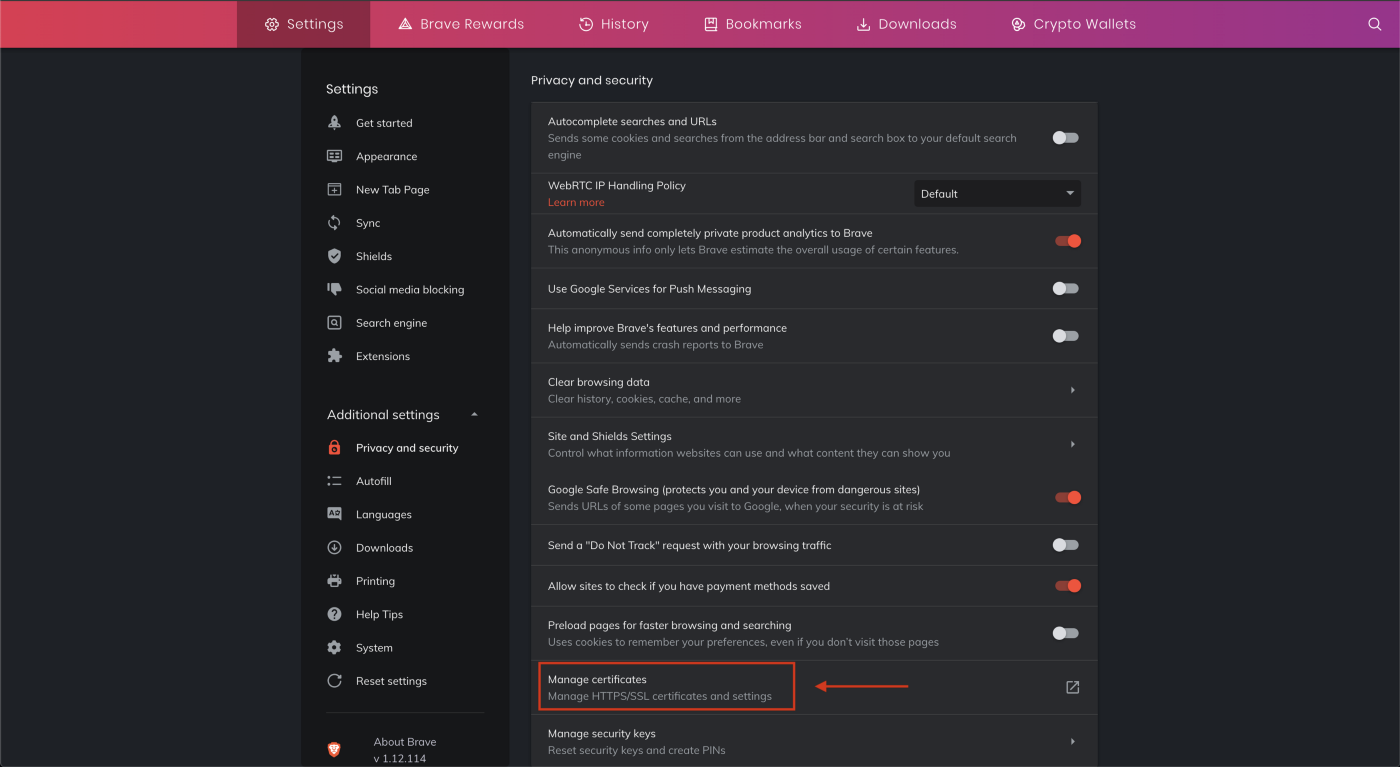 Settings
Brave Rewards
History
Bookmarks
Downloads
Crypto Wallets
Settings
Get started
Appearance
New Tab Page
Sync
Shields
Social media blocking
Search engine
Extensions
Additional settings
Privacy and security
Autofill
Languages
Downloads
Printing
Help Tips
System
Reset settings
About Brave
v 1.12.114
Privacy and security
Autocomplete searches and URLs
Sends some cookies and searches from the address bar and search box to your default search
engine
WebRTC IP Handling Policy
Learn more
Default
Automatically send completely private product analytics to Brave
This anonymous info only lets Brave estimate the overall usage of certain features.
Use Google Services for Push Messaging
Help improve Brave's features and performance
Automatically sends crash reports to Brave
Clear browsing data
Clear history, cookies, cache, and more
Site and Shields Settings
Control what information websites can use and what content they can show you
Google Safe Browsing (protects you and your device from dangerous sites)
Sends URLs of some pages you visit to Google, when your security is at risk
Send a "Do Not Track" request with your browsing traffic
Allow sites to check if you have payment methods saved
Preload pages for faster browsing and searching
Uses cookies to remember your preferences, even if you don't visit those pages
Manage certificates
Manage HTTPS/SSL certificates and settings
Manage security keys
Reset security keys and create PINs